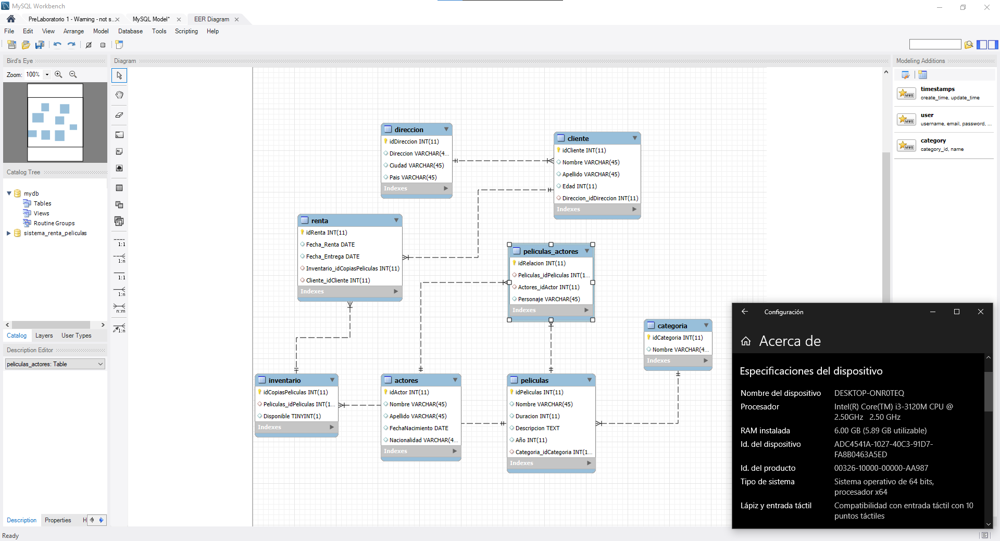 MySQL Workbench
PreLaboratorio 1 - Warning - not s...
MySQL Model*
EER Diagram
File Edit View Arrange Model Database Tools Scripting Help
Bird's Eye
Zoom: 100%
Catalog Tree
mydb
Tables
Views
Routine Groups
sistema_renta_peliculas
Catalog Layers User Types
Description Editor
peliculas_actores: Table
Description Properties H
Ready
Diagram
1:1
1:n
1:1
1:n
n:m
1:n
direccion
idDireccion INT(11)
Direccion VARCHAR(4...
Ciudad VARCHAR(45)
Pais VARCHAR(45)
Indexes
cliente
idCliente INT(11)
Nombre VARCHAR(45)
Apellido VARCHAR(45)
Edad INT(11)
Direccion_idDireccion INT(11)
Indexes
renta
idRenta INT(11)
Fecha_Renta DATE
Fecha_Entrega DATE
Inventario_idCopiasPeliculas INT(11)
Cliente_idCliente INT(11)
Indexes
peliculas_actores
idRelacion INT(11)
Peliculas_idPeliculas INT(1...
Actores_idActor INT(11)
Personaje VARCHAR(45)
Indexes
categoria
idCategoria INT(11)
Nombre VARCHAR(4...
Indexes
inventario
idCopiasPeliculas INT(11)
Peliculas_idPeliculas INT(1...
Disponible TINYINT(1)
Indexes
actores
idActor INT(11)
Nombre VARCHAR(45)
Apellido VARCHAR(45)
FechaNacimiento DATE
Nacionalidad VARCHAR(4...
Indexes
peliculas
idPeliculas INT(11)
Nombre VARCHAR(45)
Duracion INT(11)
Descripcion TEXT
Año INT(11)
Categoria_idCategoria INT(1...
Indexes
Modeling Additions
MWB
timestamps
create_time, update_time
MWB
user
username, email, password, ...
MWB
category
category_id, name
Configuración
Acerca de
Especificaciones del dispositivo
Nombre del dispositivo DESKTOP-ONR0TEQ
Procesador Intel(R) Core(TM) i3-3120M CPU @
2.50GHz 2.50 GHz
RAM instalada 6.00 GB (5.89 GB utilizable)
Id. del dispositivo ADC4541A-1027-40C3-91D7-
FA8B0463A5ED
Id. del producto 00326-10000-00000-AA987
Tipo de sistema Sistema operativo de 64 bits,
procesador x64
Lápiz y entrada táctil Compatibilidad con entrada táctil con 10
puntos táctiles